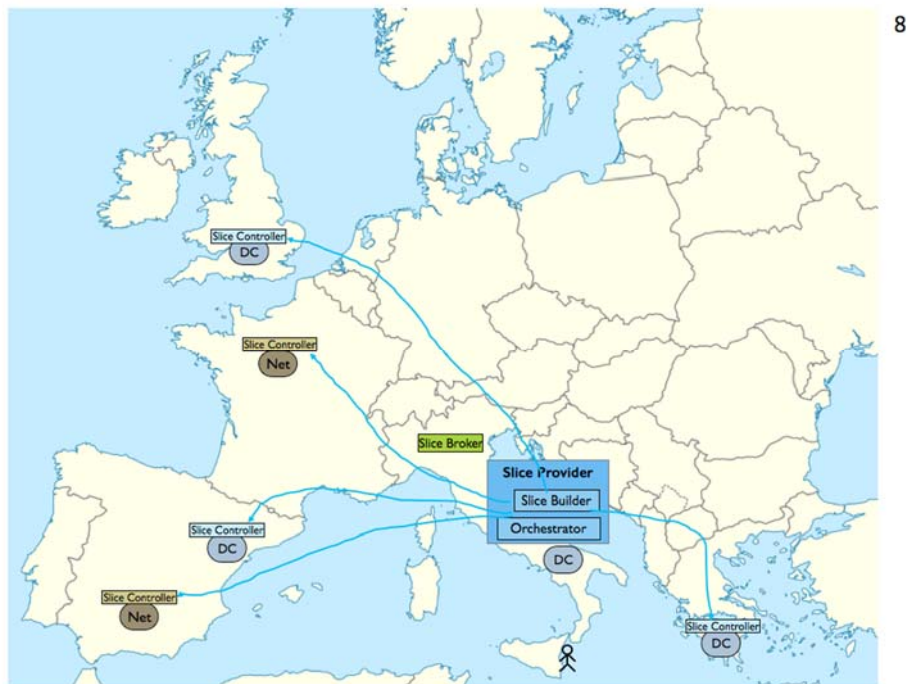 8
Slice Controller
DC
Slice Controller
Net
Slice Broker
Slice Provider
Slice Builder
Orchestrator
Slice Controller
DC
DC
Slice Controller
Net
Slice Controller
DC